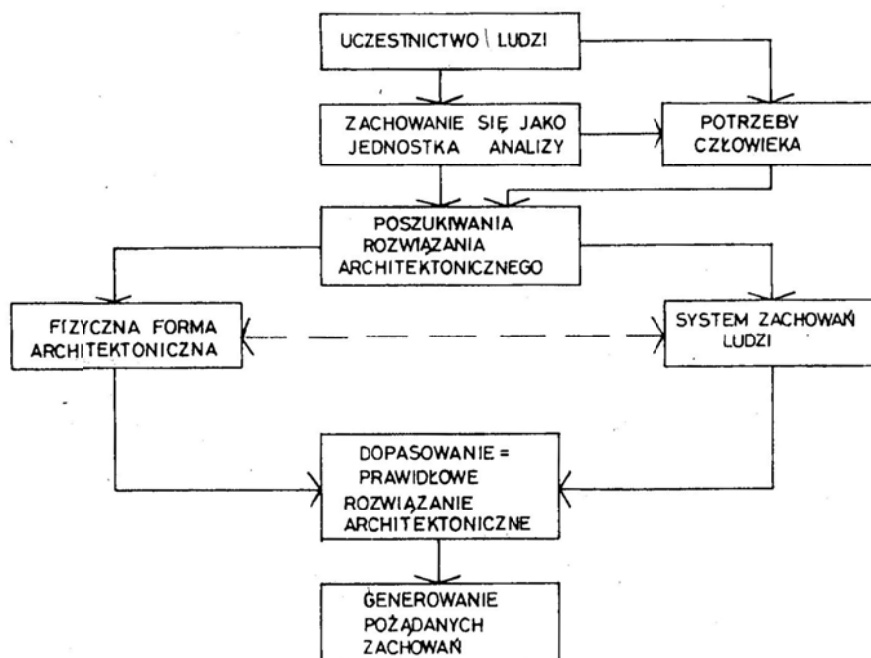 UCZESTNICTWO LUDZI
ZACHOWANIE SIĘ JAKO
JEDNOSTKA ANALIZY
POTRZEBY
CZŁOWIEKA
POSZUKIWANIA
ROZWIĄZANIA
ARCHITEKTONICZNEGO
FIZYCZNA FORMA
ARCHITEKTONICZNA
SYSTEM ZACHOWAŃ
LUDZI
DOPASOWANIE =
PRAWIDŁOWE
ROZWIĄZANIE
ARCHITEKTONICZNE
GENEROWANIE
POŻĄDANYCH
ZACHOWAŃ